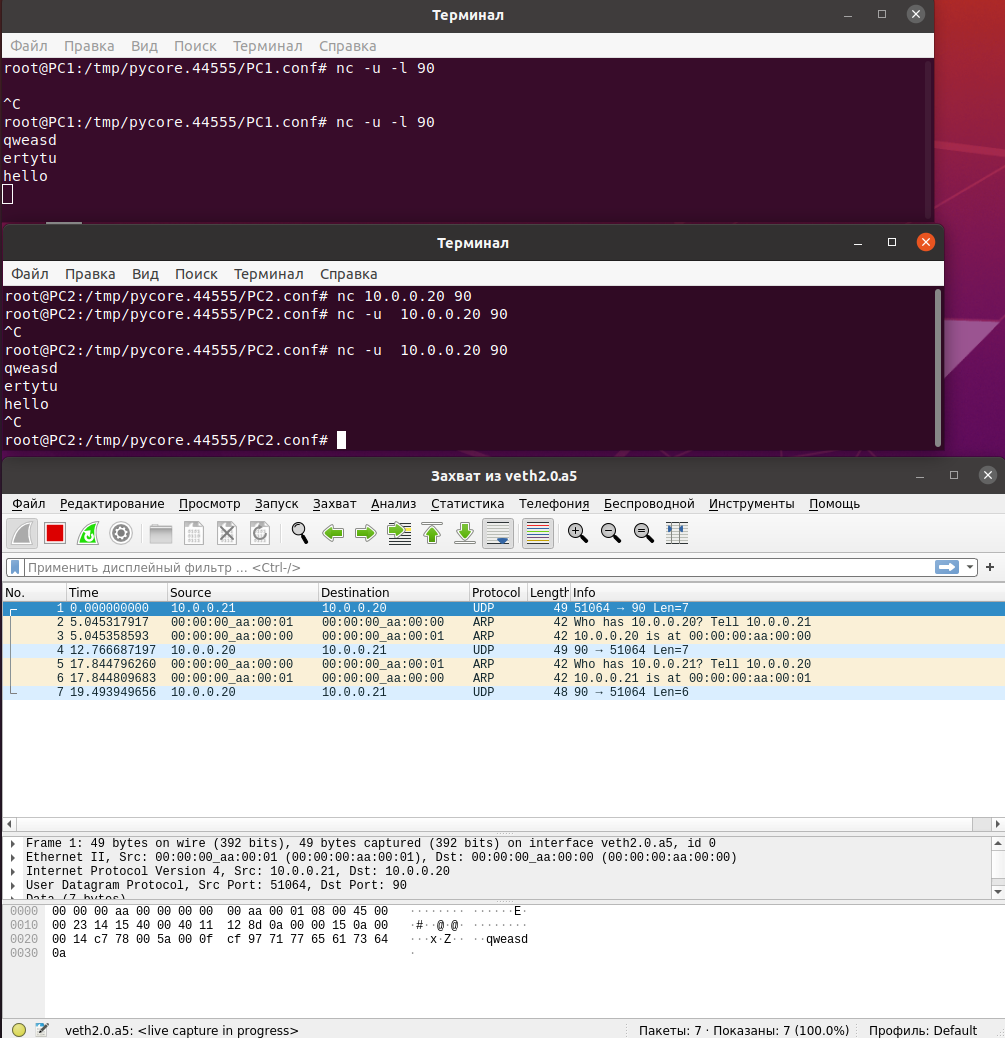 Терминал
Файл Правка Вид Поиск Терминал Справка
root@PC1:/tmp/pycore.44555/PC1.conf# nc -u -l 90
^C
root@PC1:/tmp/pycore.44555/PC1.conf# nc -u -l 90
qweasd
ertytu
hello
Терминал
Файл Правка Вид Поиск Терминал Справка
root@PC2:/tmp/pycore.44555/PC2.conf# nc 10.0.0.20 90
root@PC2:/tmp/pycore.44555/PC2.conf# nc -u  10.0.0.20 90
^C
root@PC2:/tmp/pycore.44555/PC2.conf# nc -u  10.0.0.20 90
qweasd
ertytu
hello
^C
root@PC2:/tmp/pycore.44555/PC2.conf#
Захват из veth2.0.a5
Файл Редактирование Просмотр Запуск Захват Анализ Статистика Телефония Беспроводной Инструменты Помощь
Применить дисплейный фильтр ... <Ctrl-/>
No. Time Source Destination Protocol Length Info
1 0.000000000 10.0.0.21 10.0.0.20 UDP 49 51064 → 90 Len=7
2 5.045317917 00:00:00_aa:00:01 00:00:00_aa:00:00 ARP 42 Who has 10.0.0.20? Tell 10.0.0.21
3 5.045358593 00:00:00_aa:00:00 00:00:00_aa:00:01 ARP 42 10.0.0.20 is at 00:00:00:aa:00:00
4 12.766687197 10.0.0.20 10.0.0.21 UDP 49 90 → 51064 Len=7
5 17.844796260 00:00:00_aa:00:00 00:00:00_aa:00:01 ARP 42 Who has 10.0.0.21? Tell 10.0.0.20
6 17.844809683 00:00:00_aa:00:01 00:00:00_aa:00:00 ARP 42 10.0.0.21 is at 00:00:00:aa:00:01
7 19.493949656 10.0.0.20 10.0.0.21 UDP 48 90 → 51064 Len=6
Frame 1: 49 bytes on wire (392 bits), 49 bytes captured (392 bits) on interface veth2.0.a5, id 0
Ethernet II, Src: 00:00:00_aa:00:01 (00:00:00:aa:00:01), Dst: 00:00:00_aa:00:00 (00:00:00:aa:00:00)
Internet Protocol Version 4, Src: 10.0.0.21, Dst: 10.0.0.20
User Datagram Protocol, Src Port: 51064, Dst Port: 90
Data (7 bytes)
0000 00 00 00 aa 00 00 00 00 00 aa 00 01 08 00 45 00 ········ ······E·
0010 00 23 14 15 40 00 40 11 12 8d 0a 00 00 15 0a 00 ·#··@·@· ········
0020 00 14 c7 78 00 5a 00 0f cf 97 71 77 65 61 73 64 ···x·Z·· ··qweasd
0030 0a ·
veth2.0.a5: <live capture in progress>
Пакеты: 7 · Показаны: 7 (100.0%)
Профиль: Default